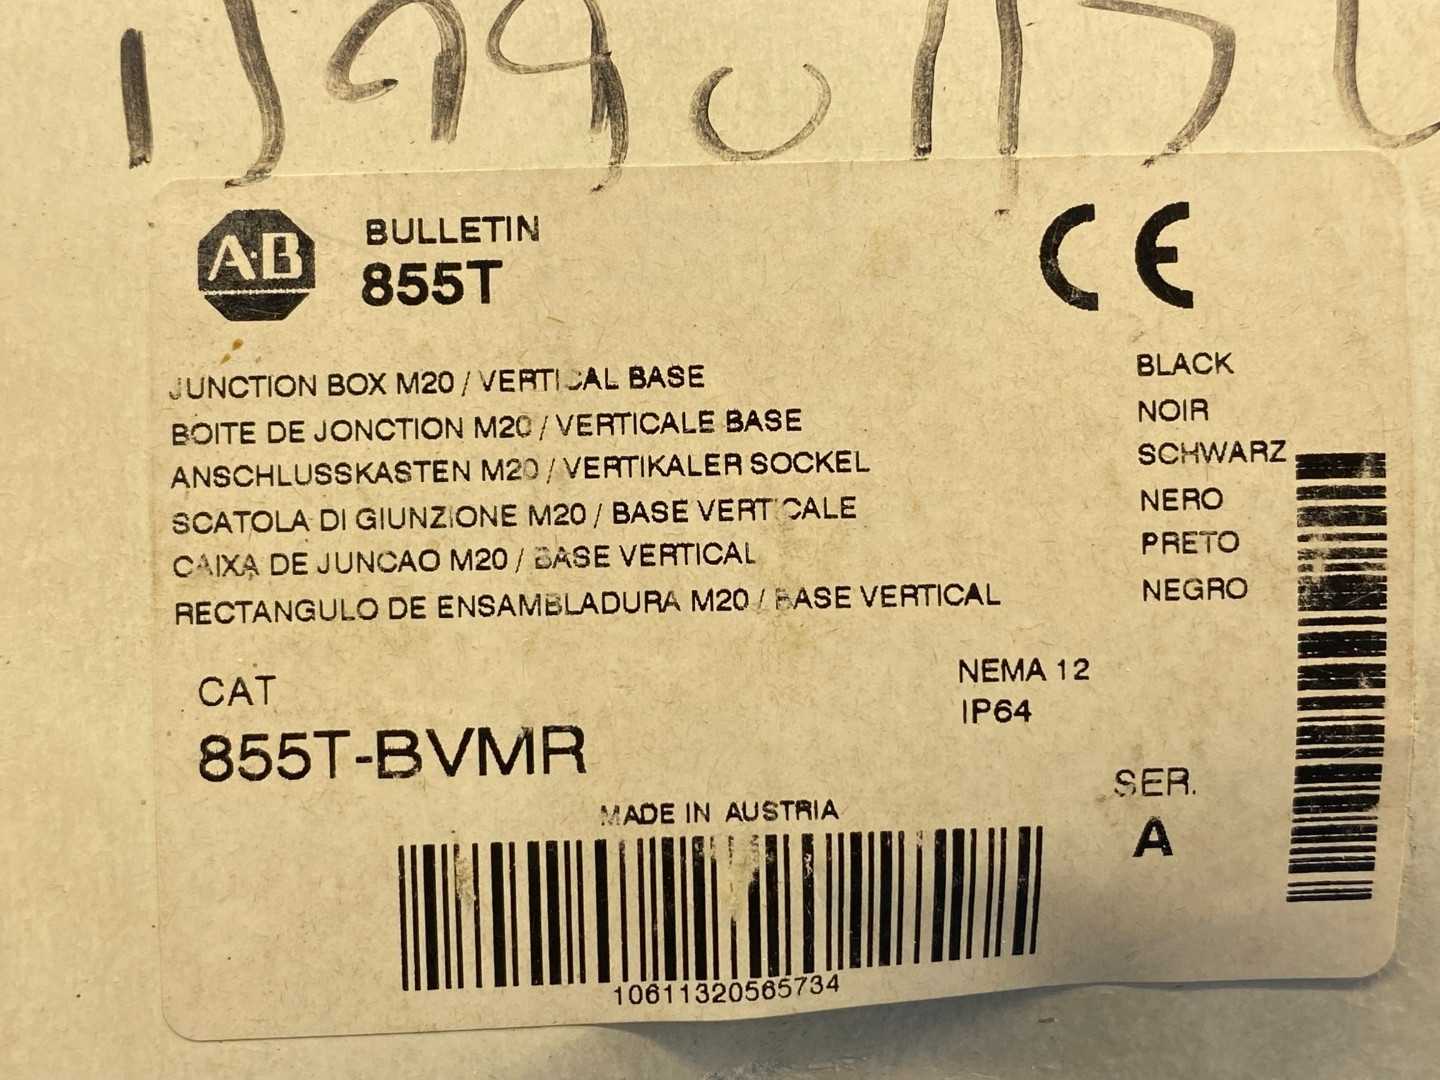 A·B
BULLETIN
855T
CE
JUNCTION BOX M20 / VERTICAL BASE
BLACK
BOITE DE JONCTION M20 / VERTICALE BASE
NOIR
ANSCHLUSSKASTEN M20 / VERTIKALER SOCKEL
SCHWARZ
SCATOLA DI GIUNZIONE M20 / BASE VERTICALE
NERO
CAIXA DE JUNCAO M20 / BASE VERTICAL
PRETO
RECTANGULO DE ENSAMBLADURA M20 / BASE VERTICAL
NEGRO
CAT
855T-BVMR
NEMA 12
IP64
MADE IN AUSTRIA
SER.
A
10611320565734